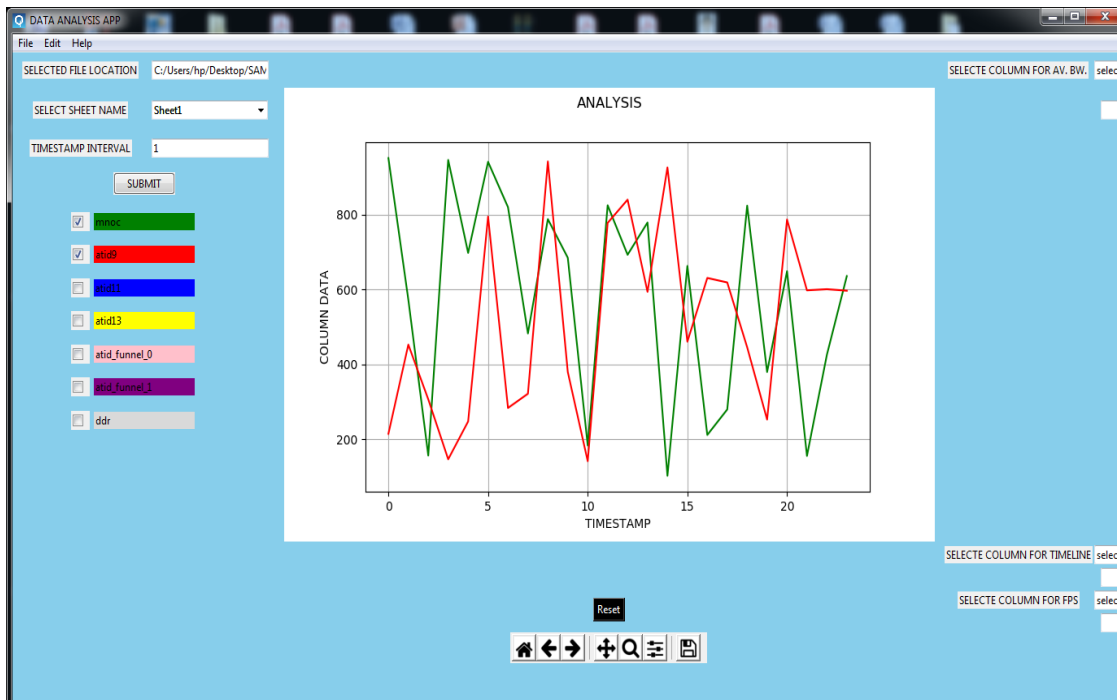 DATA ANALYSIS APP
File Edit Help
SELECTED FILE LOCATION C:/Users/hp/Desktop/SAM
SELECTE COLUMN FOR AV. BW. selec
SELECT SHEET NAME Sheet1
TIMESTAMP INTERVAL 1
SUBMIT
mnoc
atid9
atid11
atid13
atid_funnel_0
atid_funnel_1
ddr
ANALYSIS
800
600
400
200
COLUMN DATA
0 5 10 15 20
TIMESTAMP
SELECTE COLUMN FOR TIMELINE selec
SELECTE COLUMN FOR FPS selec
Reset